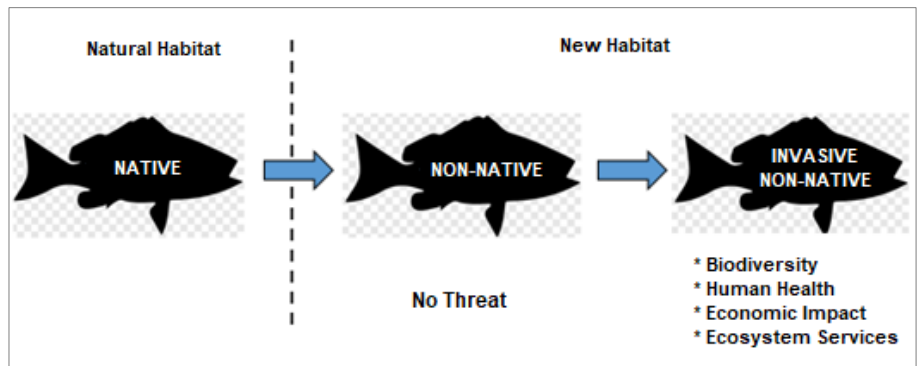 Natural Habitat
New Habitat
NATIVE
NON-NATIVE
INVASIVE
NON-NATIVE
No Threat
* Biodiversity
* Human Health
* Economic Impact
* Ecosystem Services